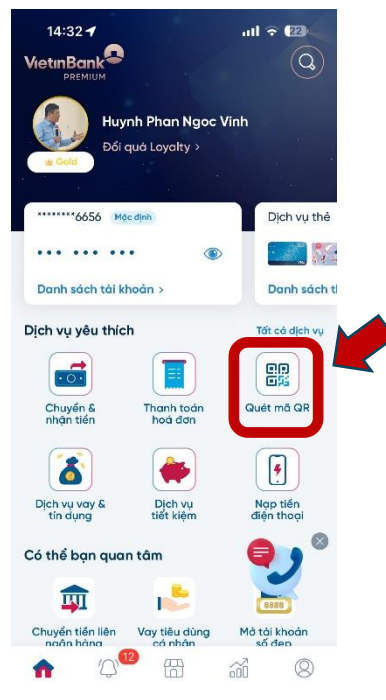 14:32
22
VietinBank
PREMIUM
Huynh Phan Ngoc Vinh
Đổi quà Loyalty >
Gold
********6656 Mặc định
Dịch vụ thẻ
Danh sách tài khoản >
Danh sách t
Dịch vụ yêu thích
Tất cả dịch vụ
Chuyển &
nhận tiền
Thanh toán
hoá đơn
Quét mã QR
Dịch vụ vay &
tín dụng
Dịch vụ
tiết kiệm
Nạp tiền
điện thoại
Có thể bạn quan tâm
8888
Chuyển tiền liên
ngân hàng
Vay tiêu dùng
cá nhân
Mở tài khoản
số đẹp
12